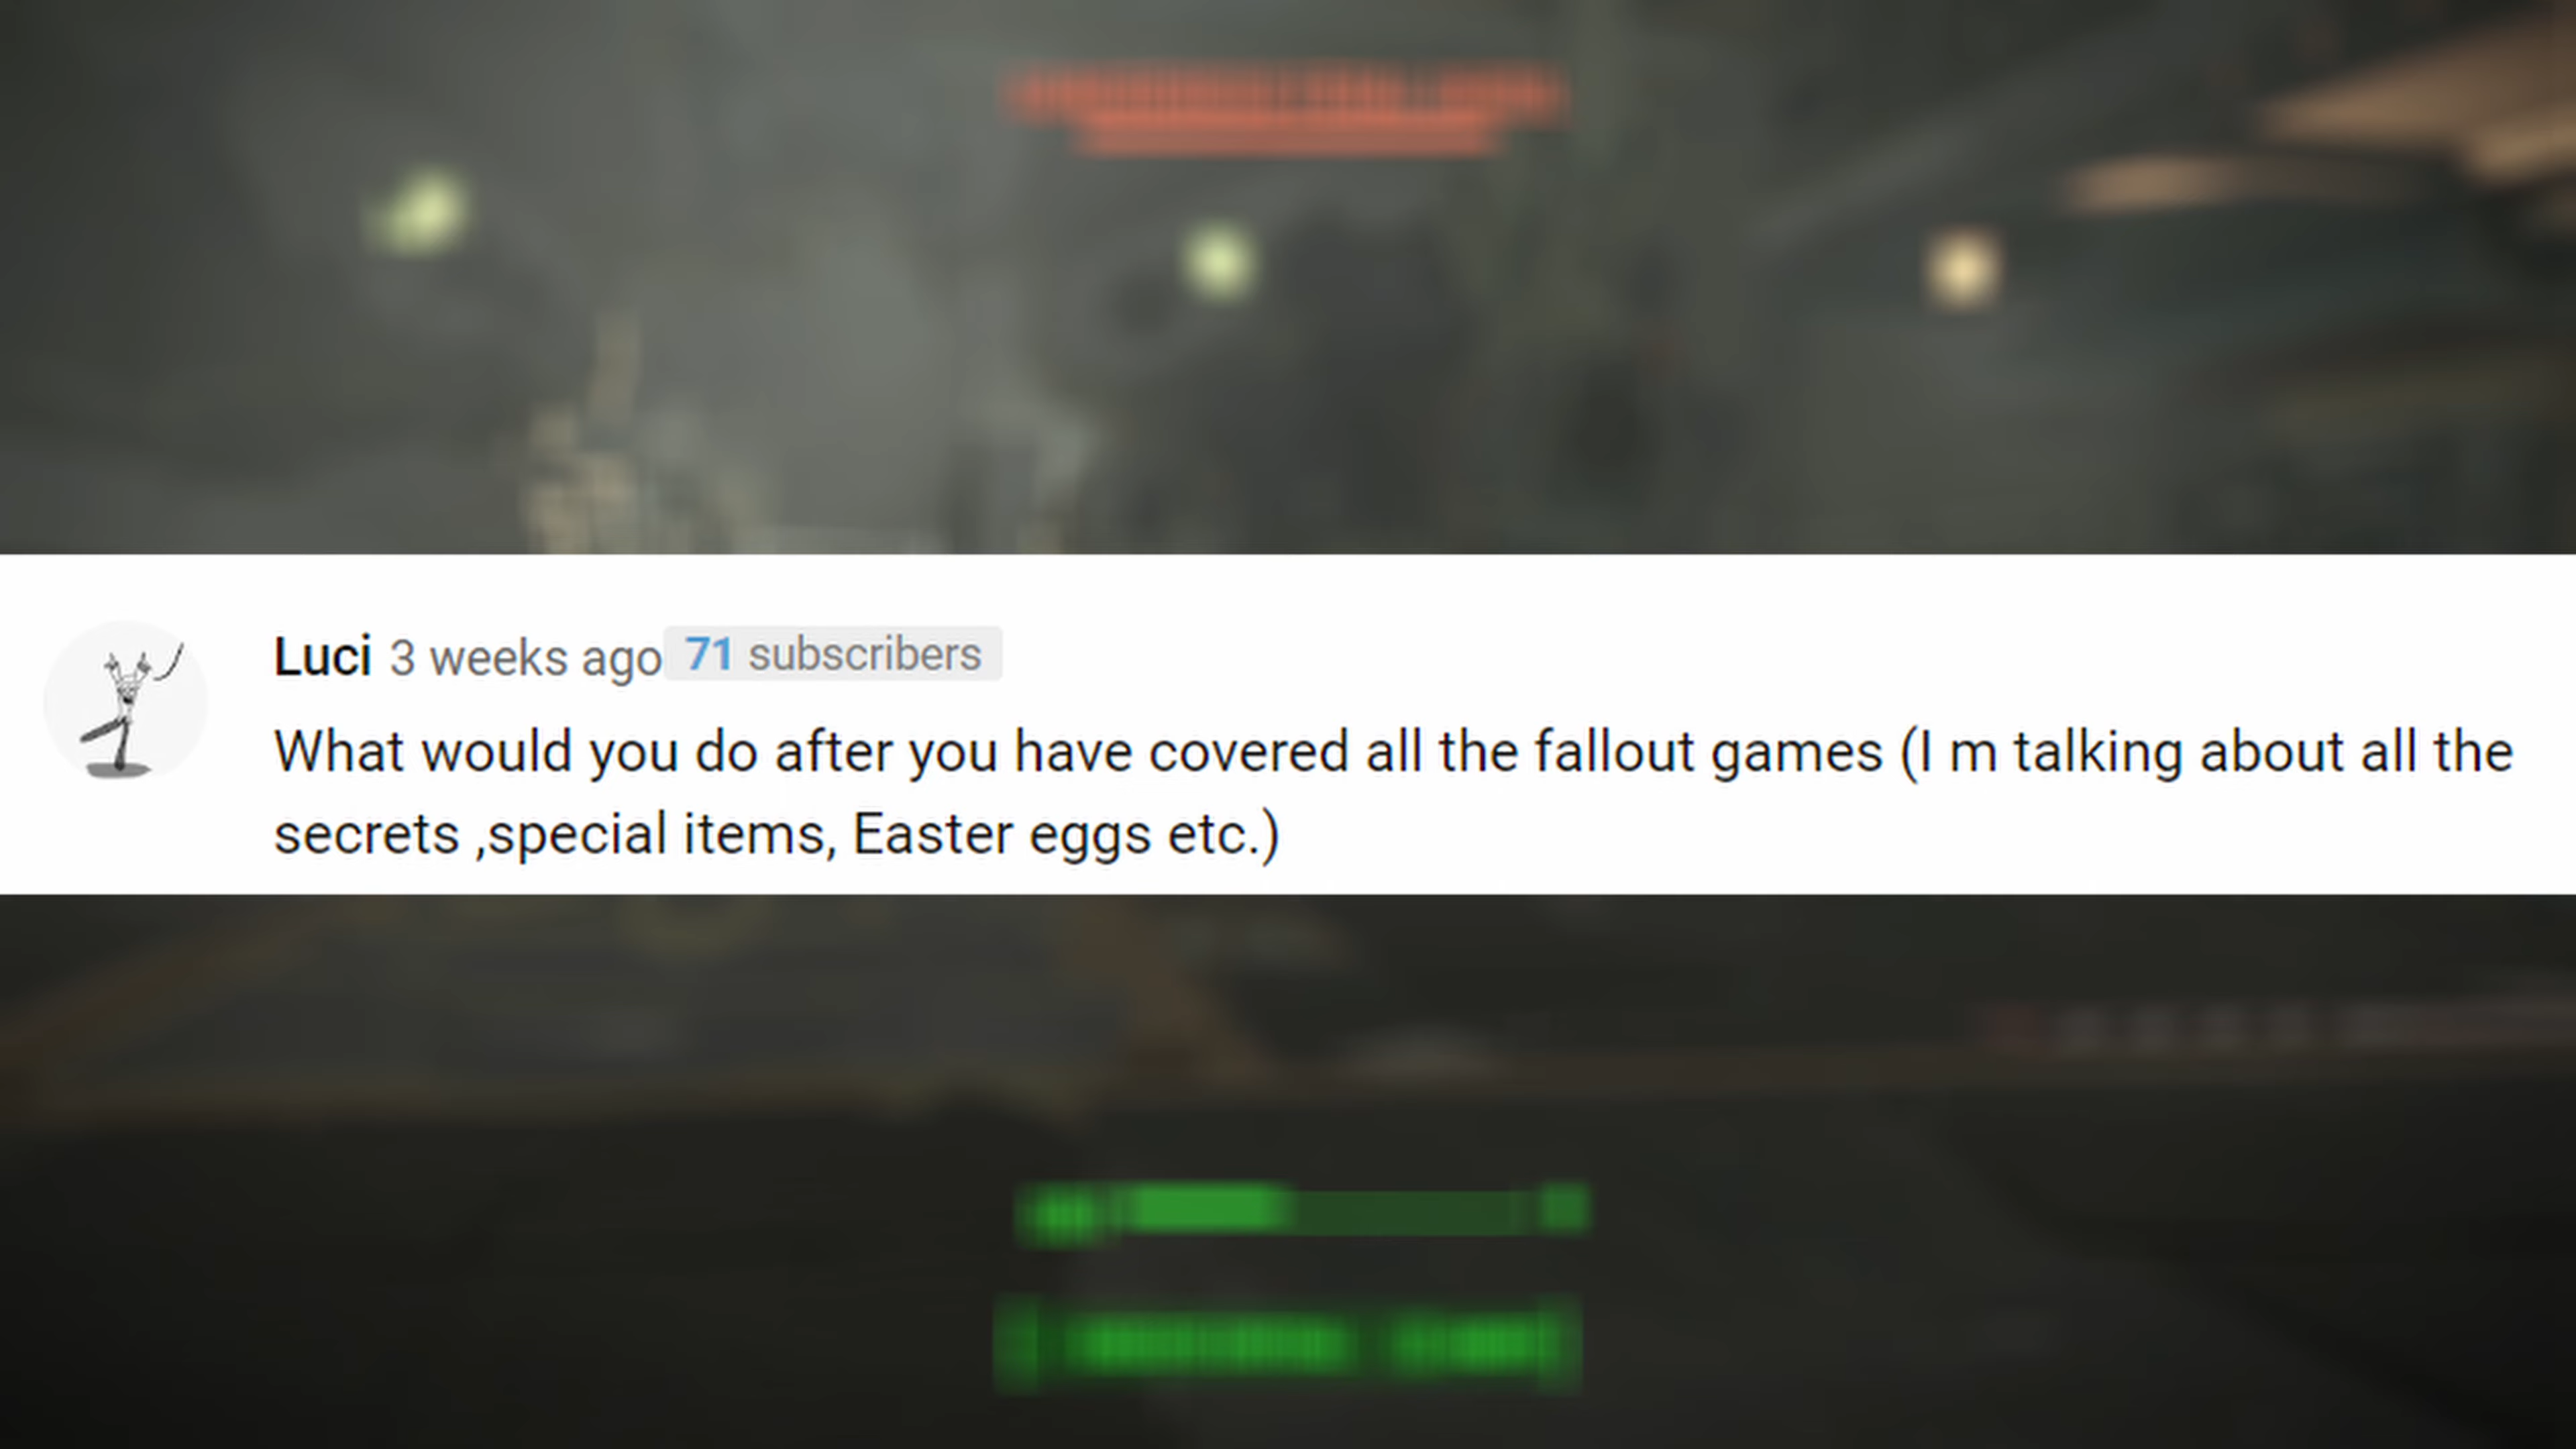 Luci 3 weeks ago 71 subscribers
What would you do after you have covered all the fallout games (I m talking about all the
secrets ,special items, Easter eggs etc.)